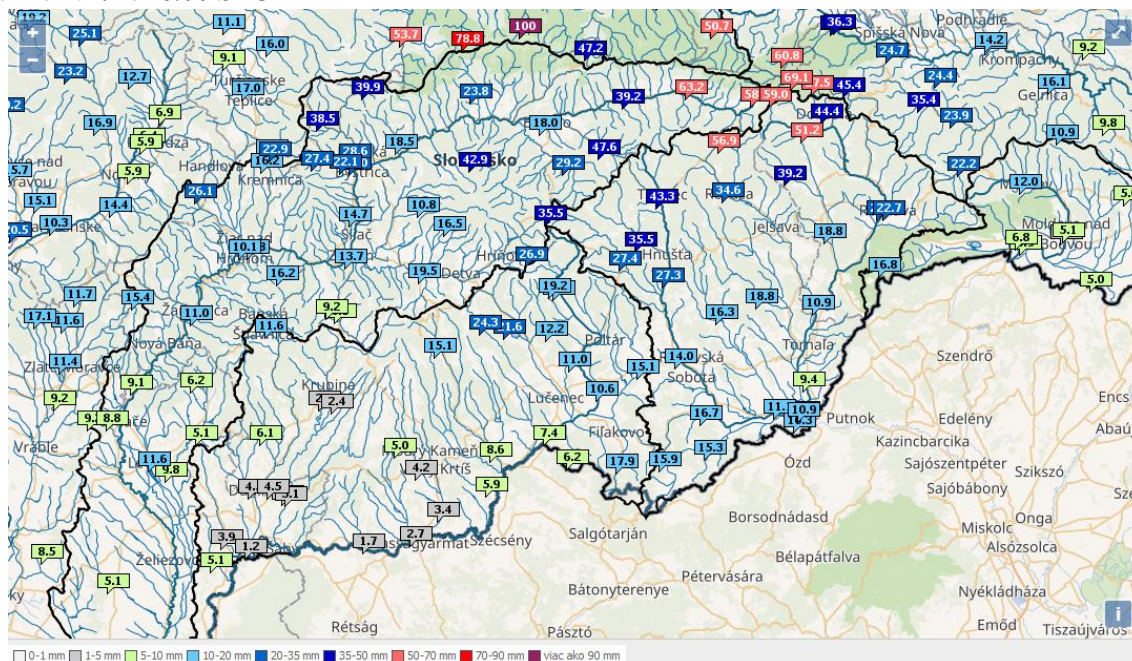 19.2
11.1
36.3
Podhradie
25.1
16.0
53.7
78.8
100
47.2
50.7
Spišská Nová
14.2
9.1
60.8
24.7
Krompachy
9.2
23.2
12.7
Turčianske
Teplice
17.0
39.9
23.8
63.2
69.1
45.4
24.4
16.1
Gelnica
6.9
39.2
59.0
35.4
16.9
38.5
18.0
44.4
23.9
9.8
5.9
51.2
10.9
Handlová
22.9
28.6
18.5
56.9
16.2
27.4
22.1
Slovensko
42.9
47.6
29.2
39.2
22.2
Kremnica
Bystrica
5.9
26.1
34.6
12.0
15.1
14.4
10.8
43.3
22.7
10.3
14.7
16.5
35.5
Jelšava
18.8
5.1
6.8
10.1
13.7
35.5
Hnúšťa
26.9
27.4
16.2
19.5
Detva
27.3
16.8
5.0
11.7
15.4
19.2
18.8
10.9
17.1
11.6
11.0
9.2
16.3
11.6
24.3
12.2
Nová Baňa
15.1
Poltár
Tornaľa
Szendrő
11.4
11.0
14.0
15.1
Zlaté Moravce
9.1
6.2
Krupina
Sobota
9.4
9.2
2.4
10.6
Lučenec
8.8
16.7
10.9
Putnok
Edelény
Encs
Vráble
5.1
6.1
5.0
7.4
Fiľakovo
15.3
Kazincbarcika
8.6
11.6
9.8
4.2
Krtíš
6.2
17.9
15.9
Ózd
Sajószentpéter
Szikszó
4.5
5.9
Sajóbábony
3.4
Borsodnádasd
Onga
3.9
2.7
Szécsény
Salgótarján
Miskolc
8.5
1.2
1.7
Alsózsolca
Želiezovce
5.1
Bélapátfalva
5.1
Pétervására
Bátonyterenye
Nyékládháza
Rétság
Emőd
Pásztó
Tiszaújváros
0-1 mm 1-5 mm 5-10 mm 10-20 mm 20-35 mm 35-50 mm 50-70 mm 70-90 mm viac ako 90 mm